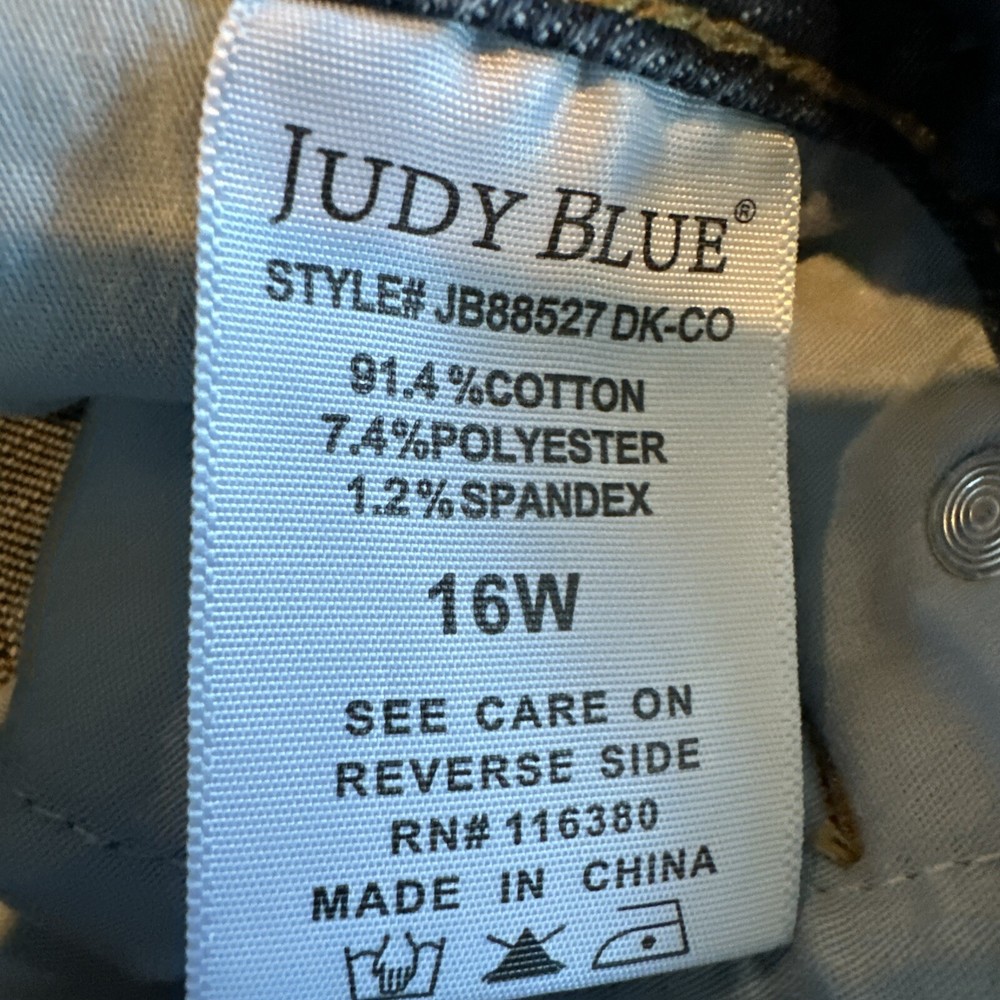 JUDY BLUE®
STYLE# JB88527 DK-CO
91.4%COTTON
7.4%POLYESTER
1.2%SPANDEX
16W
SEE CARE ON
REVERSE SIDE
RN# 116380
MADE IN CHINA